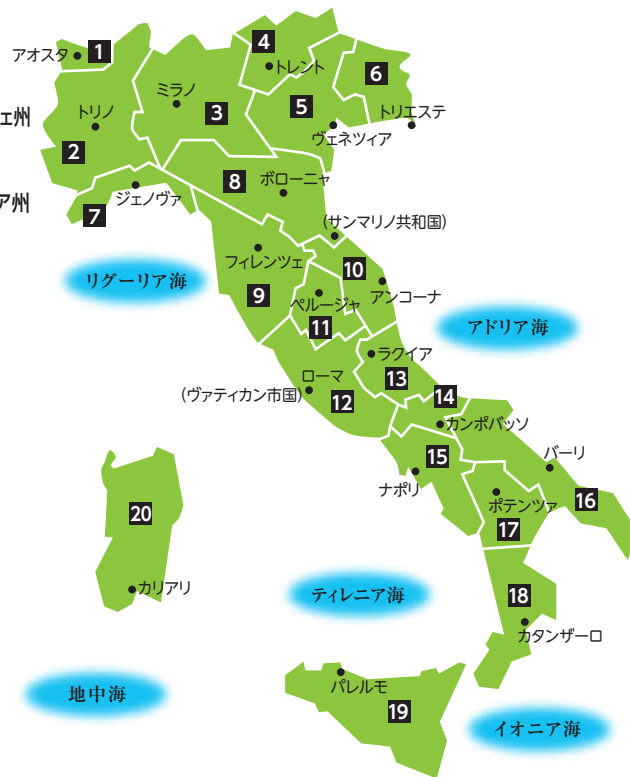 4
1
アオスタ
トレント
6
ミラノ
5
ェ州
トリノ
3
トリエステ
ヴェネツィア
2
8
ボローニャ
ア州
ジェノヴァ
7
(サンマリノ共和国)
フィレンツェ
10
リグーリア海
9
ペルージャ
アンコーナ
11
アドリア海
ラクイア
ローマ
13
(ヴァティカン市国)
12
14
カンポバッソ
15
バーリ
ナポリ
16
20
ポテンツァ
17
カリアリ
ティレニア海
18
カタンザーロ
パレルモ
地中海
19
イオニア海